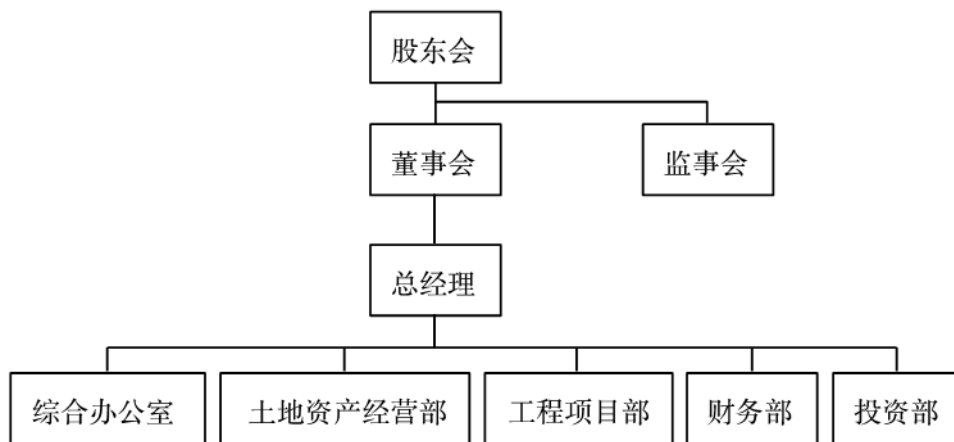 股东会
董事会
监事会
总经理
综合办公室
土地资产经营部
工程项目部
财务部
投资部